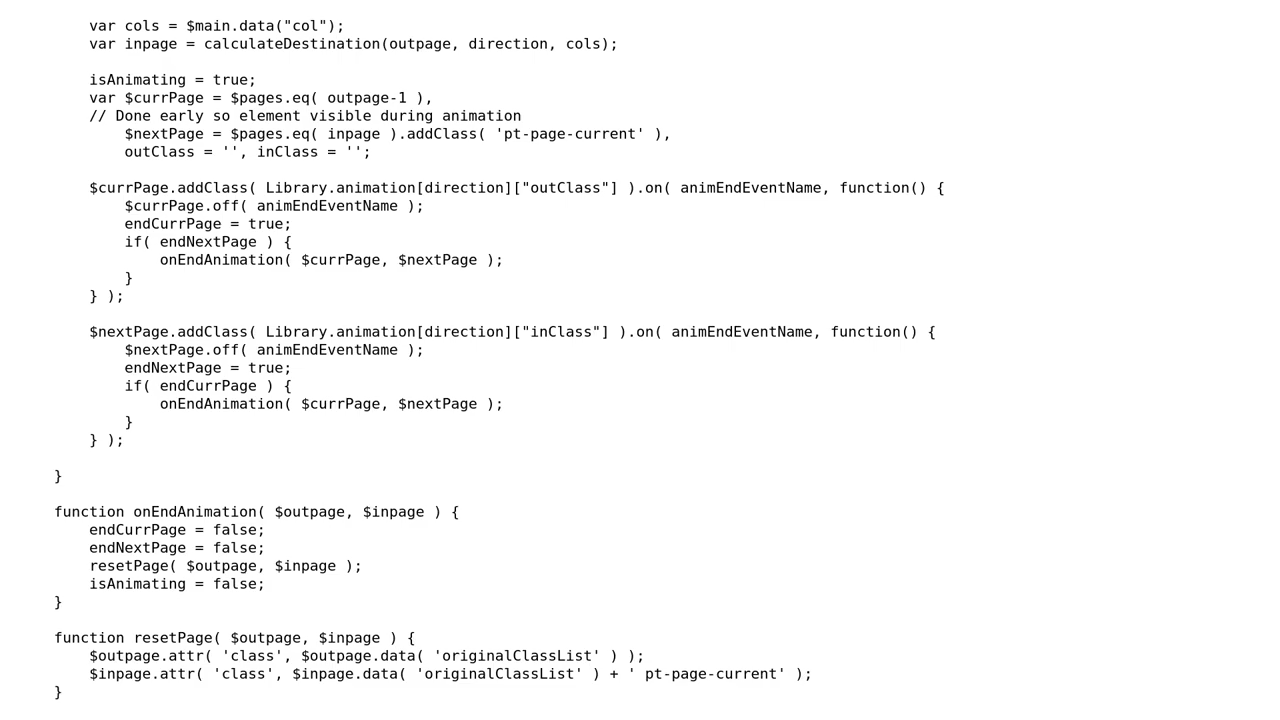 var cols = $main.data("col");
var inpage = calculateDestination(outpage, direction, cols);
isAnimating = true;
var $currPage = $pages.eq( outpage-1 ),
// Done early so element visible during animation
$nextPage = $pages.eq( inpage ).addClass( 'pt-page-current' ),
outClass = '', inClass = '';
$currPage.addClass( Library.animation[direction]["outClass"] ).on( animEndEventName, function() {
$currPage.off( animEndEventName );
endCurrPage = true;
if( endNextPage ) {
onEndAnimation( $currPage, $nextPage );
}
} );
$nextPage.addClass( Library.animation[direction]["inClass"] ).on( animEndEventName, function() {
$nextPage.off( animEndEventName );
endNextPage = true;
if( endCurrPage ) {
onEndAnimation( $currPage, $nextPage );
}
} );
}
function onEndAnimation( $outpage, $inpage ) {
endCurrPage = false;
endNextPage = false;
resetPage( $outpage, $inpage );
isAnimating = false;
}
function resetPage( $outpage, $inpage ) {
$outpage.attr( 'class', $outpage.data( 'originalClassList' ) );
$inpage.attr( 'class', $inpage.data( 'originalClassList' ) + ' pt-page-current' );
}